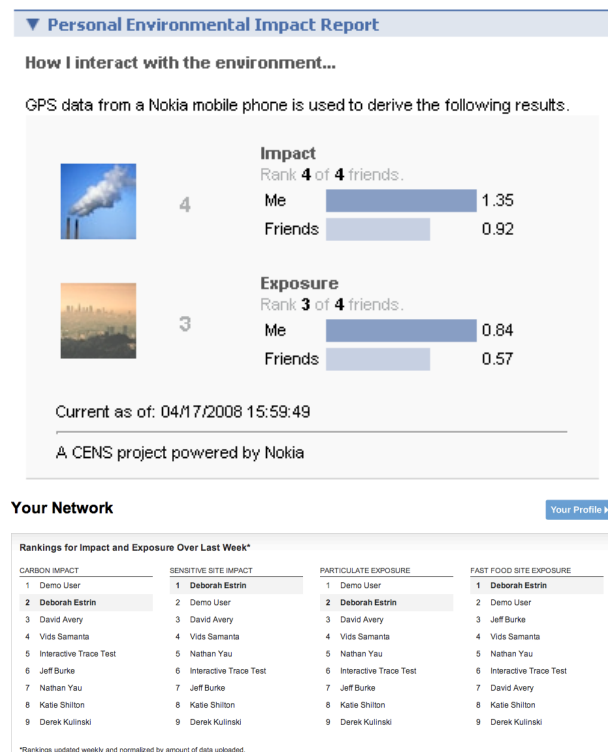 ▼ Personal Environmental Impact Report
How I interact with the environment...
GPS data from a Nokia mobile phone is used to derive the following results.
4
Impact
Rank 4 of 4 friends.
Me 1.35
Friends 0.92
3
Exposure
Rank 3 of 4 friends.
Me 0.84
Friends 0.57
Current as of: 04/17/2008 15:59:49
A CENS project powered by Nokia
Your Network
Your Profile
Rankings for Impact and Exposure Over Last Week*
CARBON IMPACT
1 Demo User
2 Deborah Estrin
3 David Avery
4 Vids Samanta
5 Interactive Trace Test
6 Jeff Burke
7 Nathan Yau
8 Katie Shilton
9 Derek Kulinski
SENSITIVE SITE IMPACT
1 Deborah Estrin
2 Demo User
3 David Avery
4 Vids Samanta
5 Nathan Yau
6 Interactive Trace Test
7 Jeff Burke
8 Katie Shilton
9 Derek Kulinski
PARTICULATE EXPOSURE
1 Demo User
2 Deborah Estrin
3 David Avery
4 Vids Samanta
5 Nathan Yau
6 Interactive Trace Test
7 Jeff Burke
8 Katie Shilton
9 Derek Kulinski
FAST FOOD SITE EXPOSURE
1 Deborah Estrin
2 Demo User
3 Jeff Burke
4 Vids Samanta
5 Nathan Yau
6 Interactive Trace Test
7 David Avery
8 Katie Shilton
9 Derek Kulinski
*Rankings updated weekly and normalized by amount of data uploaded.